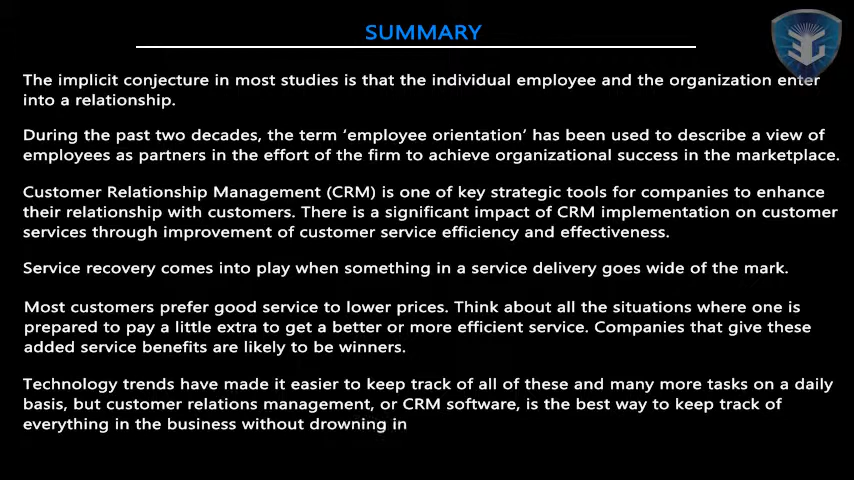 SUMMARY
The implicit conjecture in most studies is that the individual employee and the organization enter
into a relationship.
During the past two decades, the term ‘employee orientation’ has been used to describe a view of
employees as partners in the effort of the firm to achieve organizational success in the marketplace.
Customer Relationship Management (CRM) is one of key strategic tools for companies to enhance
their relationship with customers. There is a significant impact of CRM implementation on customer
services through improvement of customer service efficiency and effectiveness.
Service recovery comes into play when something in a service delivery goes wide of the mark.
Most customers prefer good service to lower prices. Think about all the situations where one is
prepared to pay a little extra to get a better or more efficient service. Companies that give these
added service benefits are likely to be winners.
Technology trends have made it easier to keep track of all of these and many more tasks on a daily
basis, but customer relations management, or CRM software, is the best way to keep track of
everything in the business without drowning in